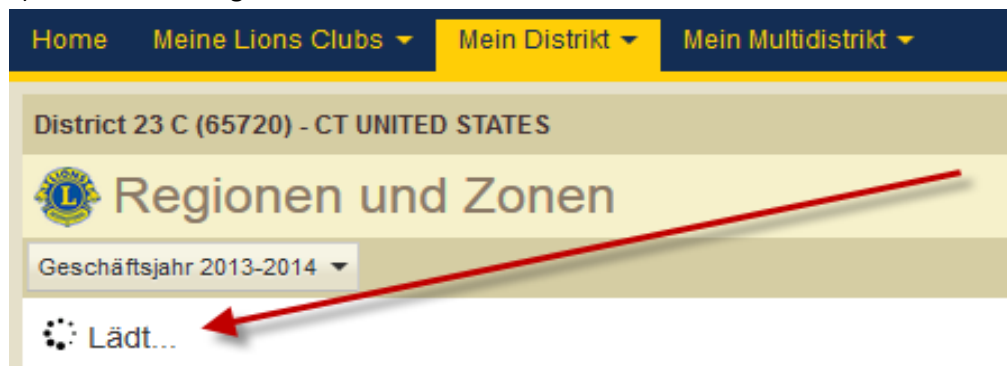 Home Meine Lions Clubs Mein Distrikt Mein Multidistrikt
District 23 C (65720) - CT UNITED STATES
L
Regionen und Zonen
Geschäftsjahr 2013-2014
Lädt...